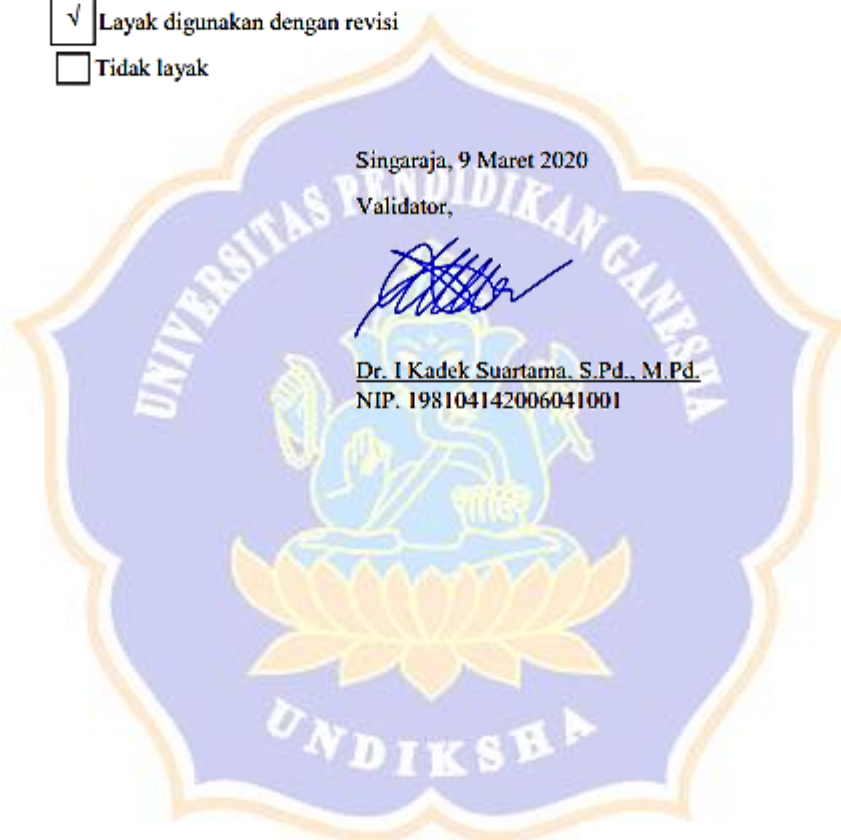 √ Layak digunakan dengan revisi
Tidak layak
Singaraja, 9 Maret 2020
Validator,
Dr. I Kadek Suartama. S.Pd., M.Pd.
NIP. 198104142006041001
UNIVERSITAS PENDIDIKAN GANESHA
UNDIKSHA